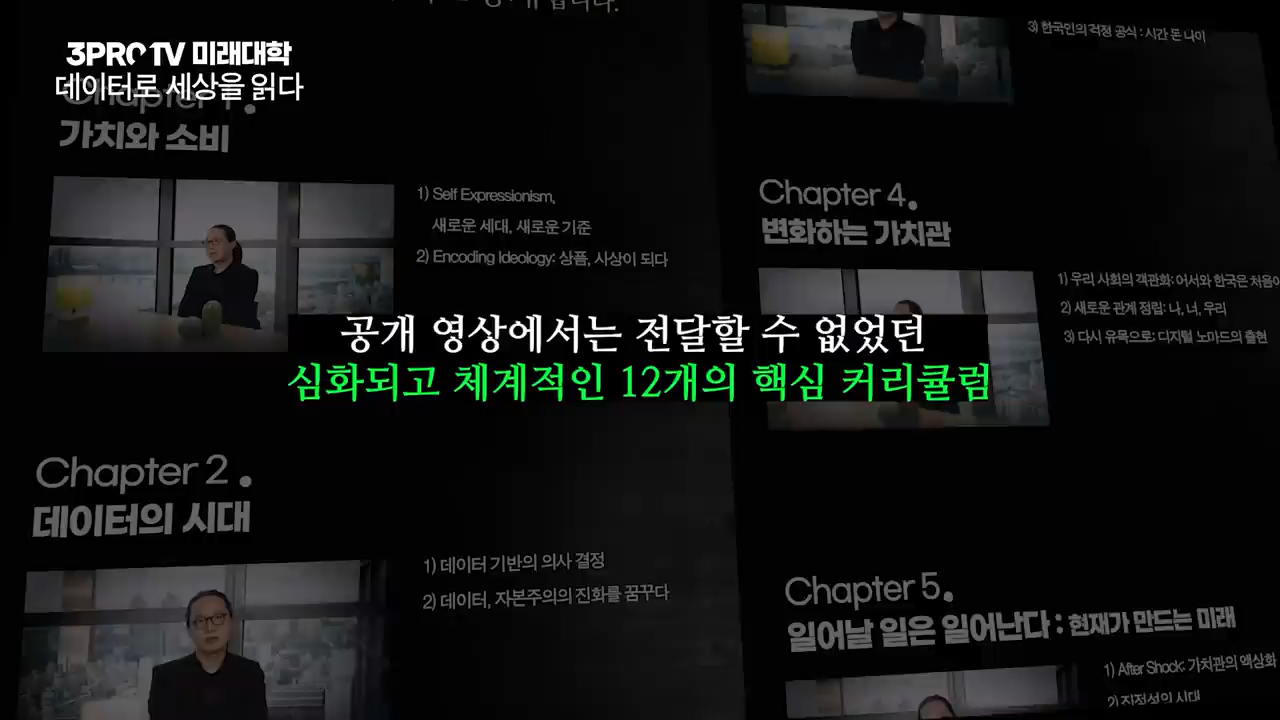 3PRO TV 미래대학
데이터로 세상을 읽다
가치와 소비
1) Self Expressionism,
새로운 세대, 새로운 기준
2) Encoding Ideology: 상품, 사상이 되다
Chapter 2.
데이터의 시대
1) 데이터 기반의 의사 결정
2) 데이터, 자본주의의 진화를 꿈꾸다
공개 영상에서는 전달할 수 없었던
심화되고 체계적인 12개의 핵심 커리큘럼
3) 한국인의 걱정 공식 : 시간 돈 나이
Chapter 4.
변화하는 가치관
1) 우리 사회의 객관화: 어서와 한국은 처음이
2) 새로운 관계 정립: 나, 너, 우리
3) 다시 유목으로: 디지털 노마드의 출현
Chapter 5.
일어날 일은 일어난다 : 현재가 만드는 미래
1) After Shock: 가치관의 액상화
2) 진정성의 시대